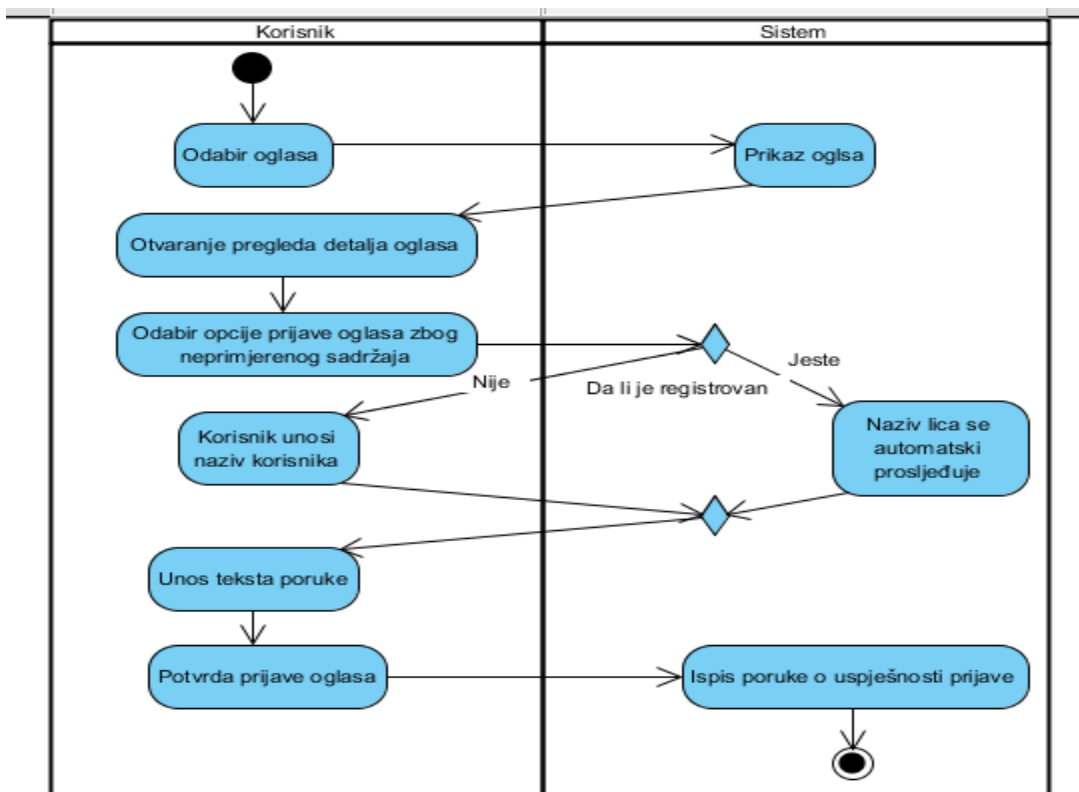 Korisnik
Sistem
Odabir oglasa
Prikaz oglsa
Otvaranje pregleda detalja oglasa
Odabir opcije prijave oglasa zbog
neprimjerenog sadržaja
Jeste
Nije
Da li je registrovan
Korisnik unosi
naziv korisnika
Naziv lica se
automatski
prosljeđuje
Unos teksta poruke
Potvrda prijave oglasa
Ispis poruke o uspješnosti prijave